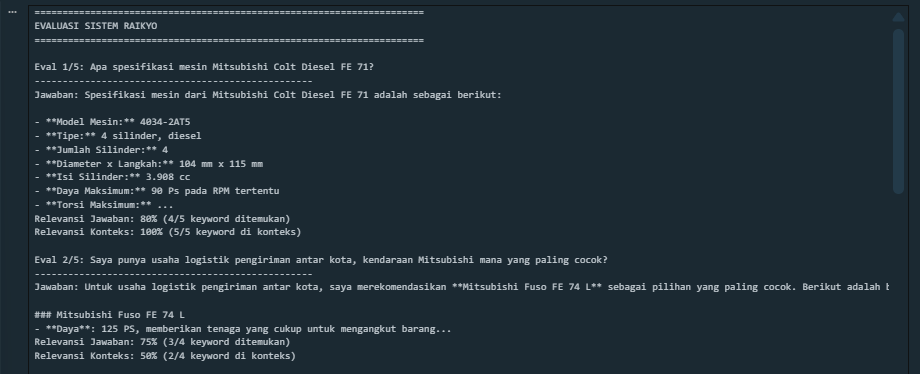 ======================================================================
EVALUASI SISTEM RAIKYO
======================================================================
Eval 1/5: Apa spesifikasi mesin Mitsubishi Colt Diesel FE 71?
--------------------------------------------------
Jawaban: Spesifikasi mesin dari Mitsubishi Colt Diesel FE 71 adalah sebagai berikut:
- **Model Mesin:** 4D34-2AT5
- **Tipe:** 4 silinder, diesel
- **Jumlah Silinder:** 4
- **Diameter x Langkah:** 104 mm x 115 mm
- **Isi Silinder:** 3.908 cc
- **Daya Maksimum:** 90 Ps pada RPM tertentu
- **Torsi Maksimum:** ...
Relevansi Jawaban: 80% (4/5 keyword ditemukan)
Relevansi Konteks: 100% (5/5 keyword di konteks)
Eval 2/5: Saya punya usaha logistik pengiriman antar kota, kendaraan Mitsubishi mana yang paling cocok?
--------------------------------------------------
Jawaban: Untuk usaha logistik pengiriman antar kota, saya merekomendasikan **Mitsubishi Fuso FE 74 L** sebagai pilihan yang paling cocok. Berikut adalah
### Mitsubishi Fuso FE 74 L
- **Daya**: 125 PS, memberikan tenaga yang cukup untuk mengangkut barang...
Relevansi Jawaban: 75% (3/4 keyword ditemukan)
Relevansi Konteks: 50% (2/4 keyword di konteks)